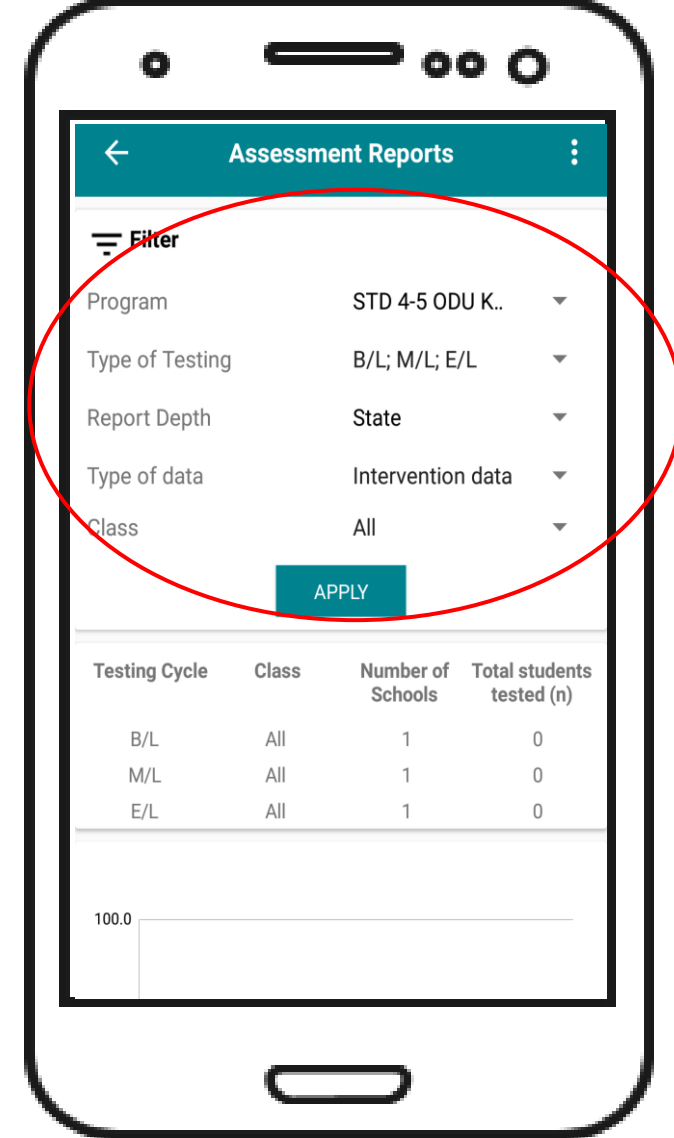 Assessment Reports
Filter
Program STD 4-5 ODU K..
Type of Testing B/L; M/L; E/L
Report Depth State
Type of data Intervention data
Class All
APPLY
Testing Cycle Class Number of Schools Total students tested (n)
B/L All 1 0
M/L All 1 0
E/L All 1 0
100.0